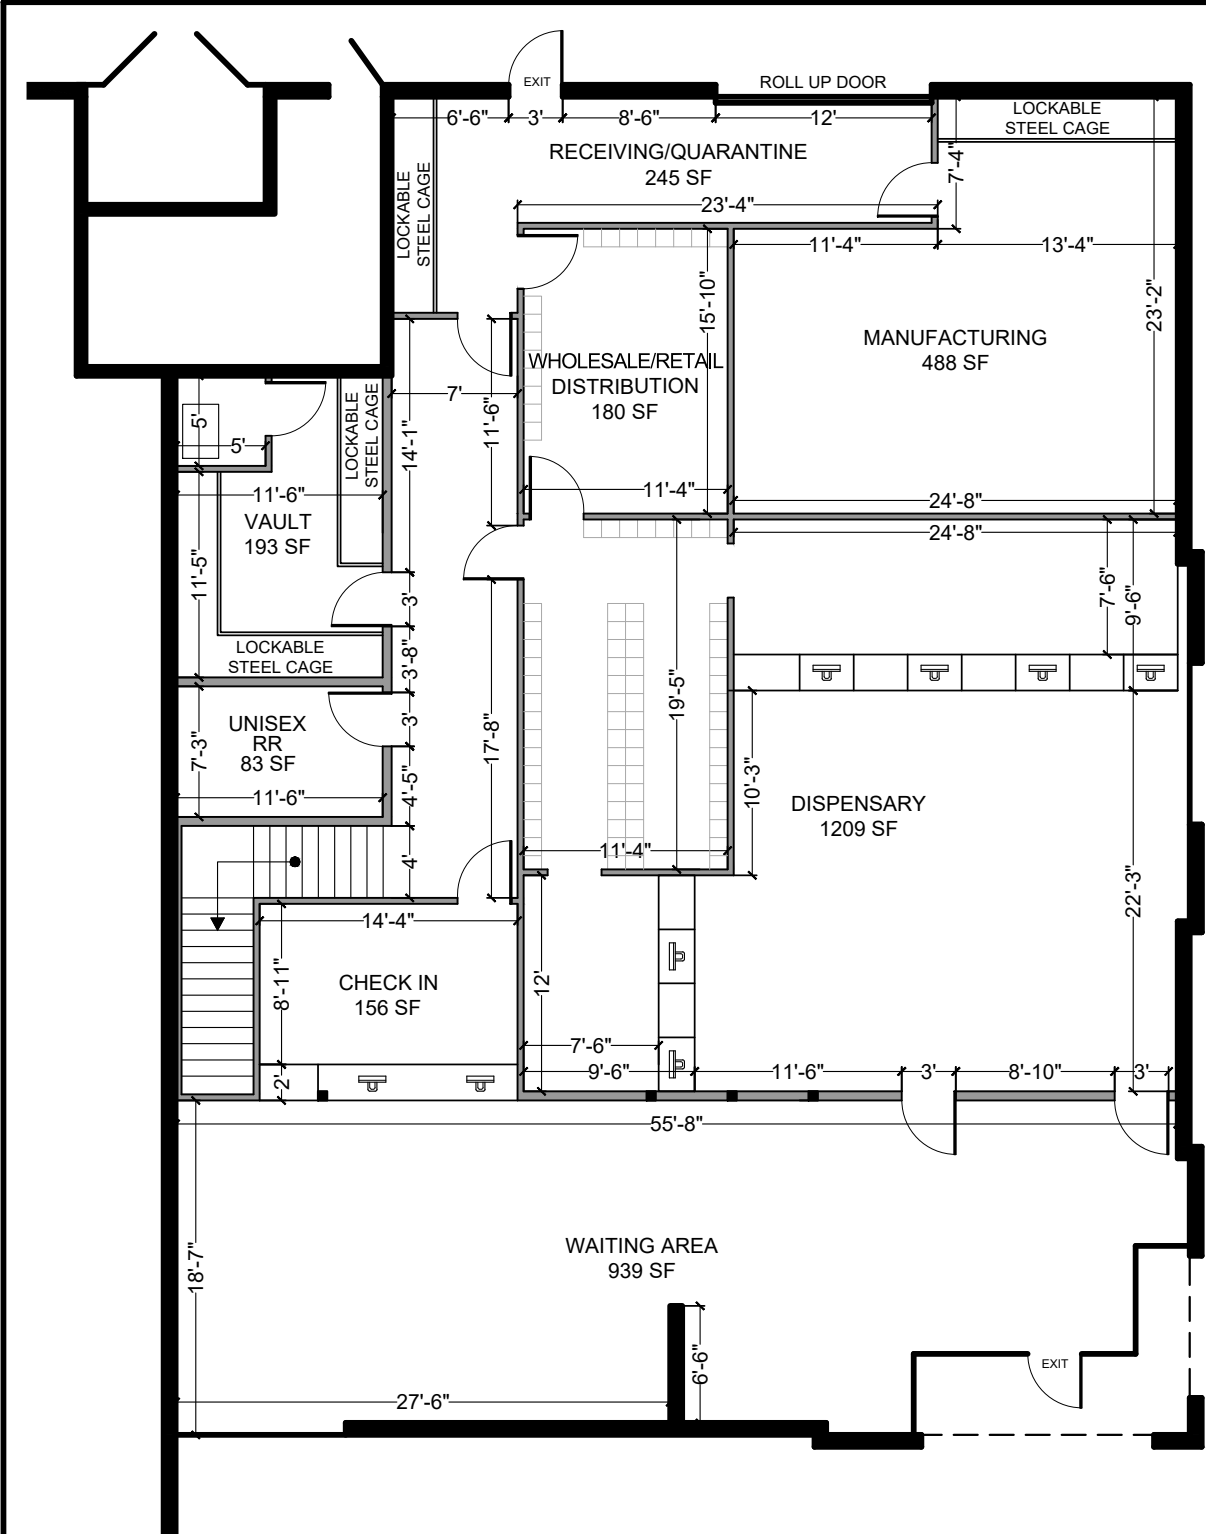 EXIT
ROLL UP DOOR
LOCKABLE
STEEL CAGE
6'-6"
3'
8'-6"
12'
RECEIVING/QUARANTINE
245 SF
7'-4"
LOCKABLE
STEEL CAGE
23'-4"
11'-4"
13'-4"
15'-10"
23'-2"
MANUFACTURING
488 SF
WHOLESALE/RETAIL
DISTRIBUTION
180 SF
7'
11'-6"
14'-1"
LOCKABLE
STEEL CAGE
5'
5'
11'-6"
VAULT
193 SF
11'-5"
11'-4"
24'-8"
24'-8"
7'-6"
9'-6"
3'
3'-8"
LOCKABLE
STEEL CAGE
UNISEX
RR
83 SF
7'-3"
11'-6"
3'
4'-5"
17'-8"
19'-5"
10'-3"
DISPENSARY
1209 SF
4'
11'-4"
22'-3"
14'-4"
8'-11"
CHECK IN
156 SF
12'
7'-6"
9'-6"
11'-6"
3'
8'-10"
3'
2'
55'-8"
WAITING AREA
939 SF
18'-7"
6'-6"
27'-6"
EXIT